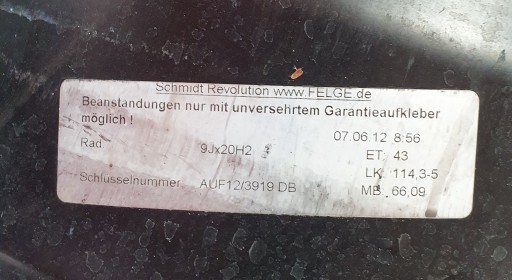 Schmidt Revolution www.FELGE.de
Beanstandungen nur mit unversehrtem Garantieaufkleber
möglich !
07.06.12 8:56
Rad: 9Jx20H2 ET: 43
LK: 114,3-5
Schlusselnummer: AUF12/3919 DB MB: 66,09